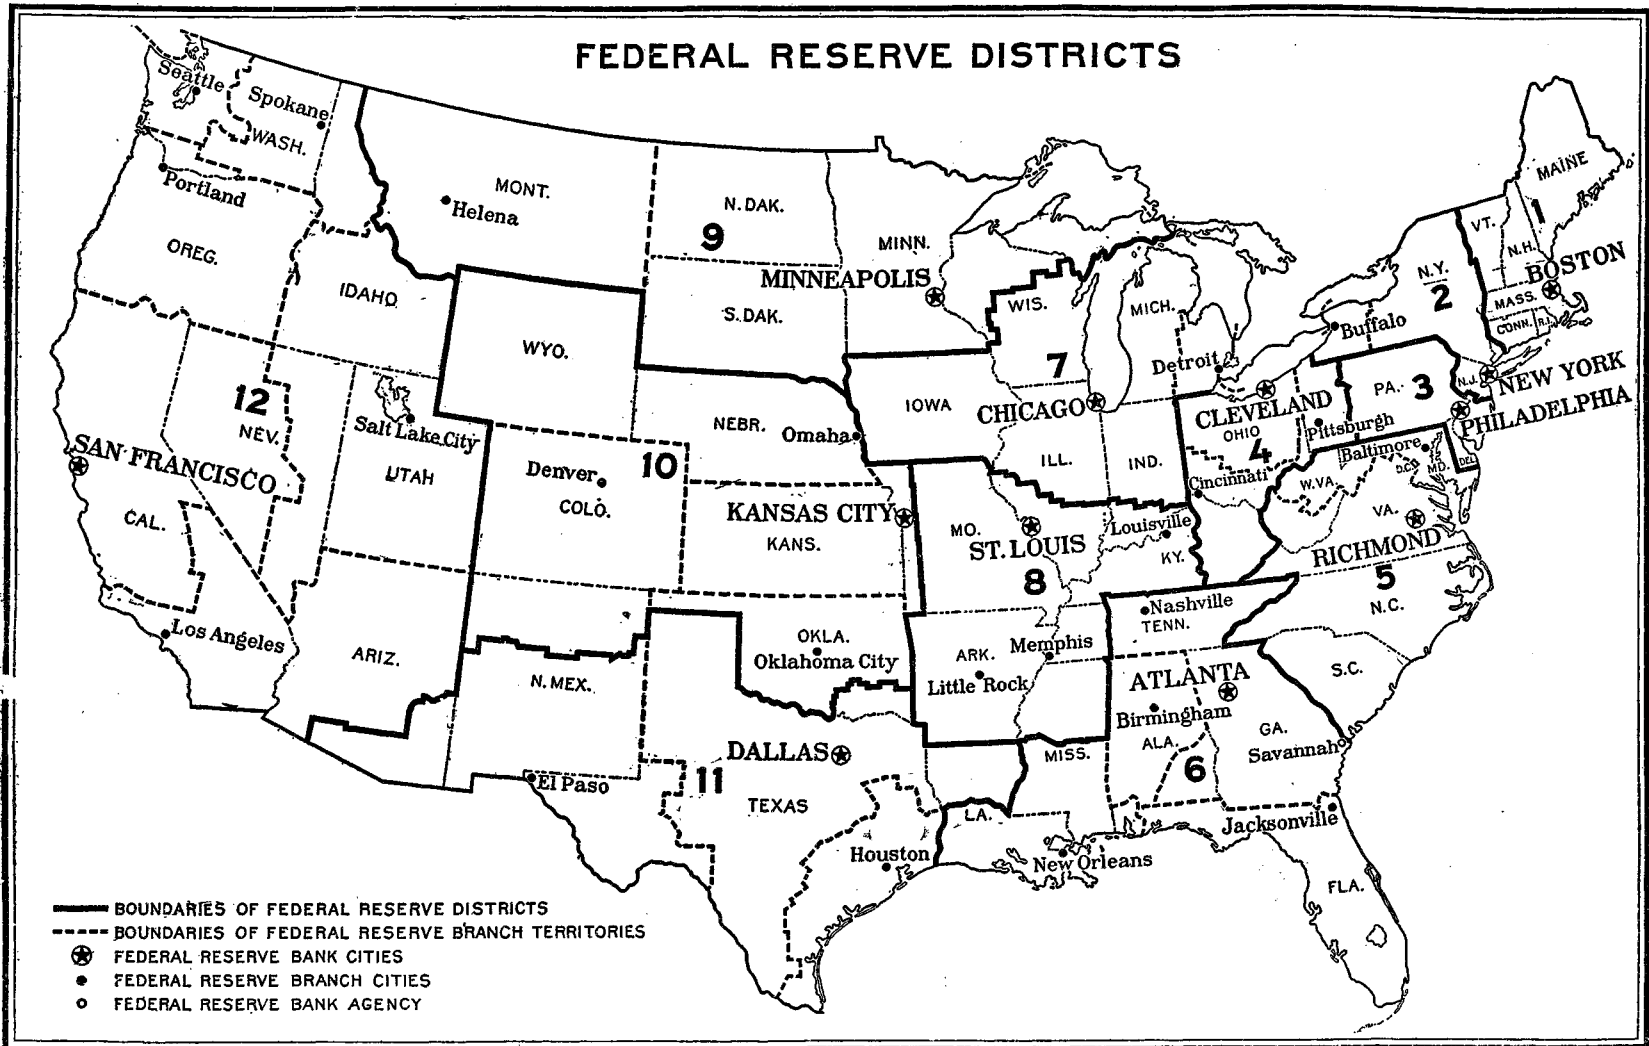 FEDERAL RESERVE DISTRICTS
Seattle
Spokane
WASH.
Portland
OREG.
IDAHO
MONT.
Helena
N. DAK.
9
S. DAK.
MINN.
MINNEAPOLIS
WIS.
MICH.
7
Detroit
CHICAGO
IOWA
ILL.
IND.
WYO.
NEBR.
Omaha
12
NEV.
SAN FRANCISCO
CAL.
Los Angeles
Salt Lake City
UTAH
ARIZ.
Denver
10
COLO.
KANSAS CITY
KANS.
OKLA.
Oklahoma City
N. MEX.
El Paso
DALLAS
11
TEXAS
Houston
MO.
ST. LOUIS
8
Louisville
KY.
ARK.
Memphis
Little Rock
LA.
New Orleans
MISS.
Nashville
TENN.
ATLANTA
Birmingham
ALA.
6
GA.
Savannah
Jacksonville
FLA.
S.C.
N.C.
5
RICHMOND
VA.
W. VA.
D.C.
MD.
DEL.
Baltimore
CLEVELAND
OHIO
4
Cincinnati
Pittsburgh
PA.
3
PHILADELPHIA
N.J.
NEW YORK
N.Y.
2
Buffalo
VT.
N.H.
MAINE
1
BOSTON
MASS.
CONN.
R.I.
BOUNDARIES OF FEDERAL RESERVE DISTRICTS
BOUNDARIES OF FEDERAL RESERVE BRANCH TERRITORIES
FEDERAL RESERVE BANK CITIES
FEDERAL RESERVE BRANCH CITIES
FEDERAL RESERVE BANK AGENCY